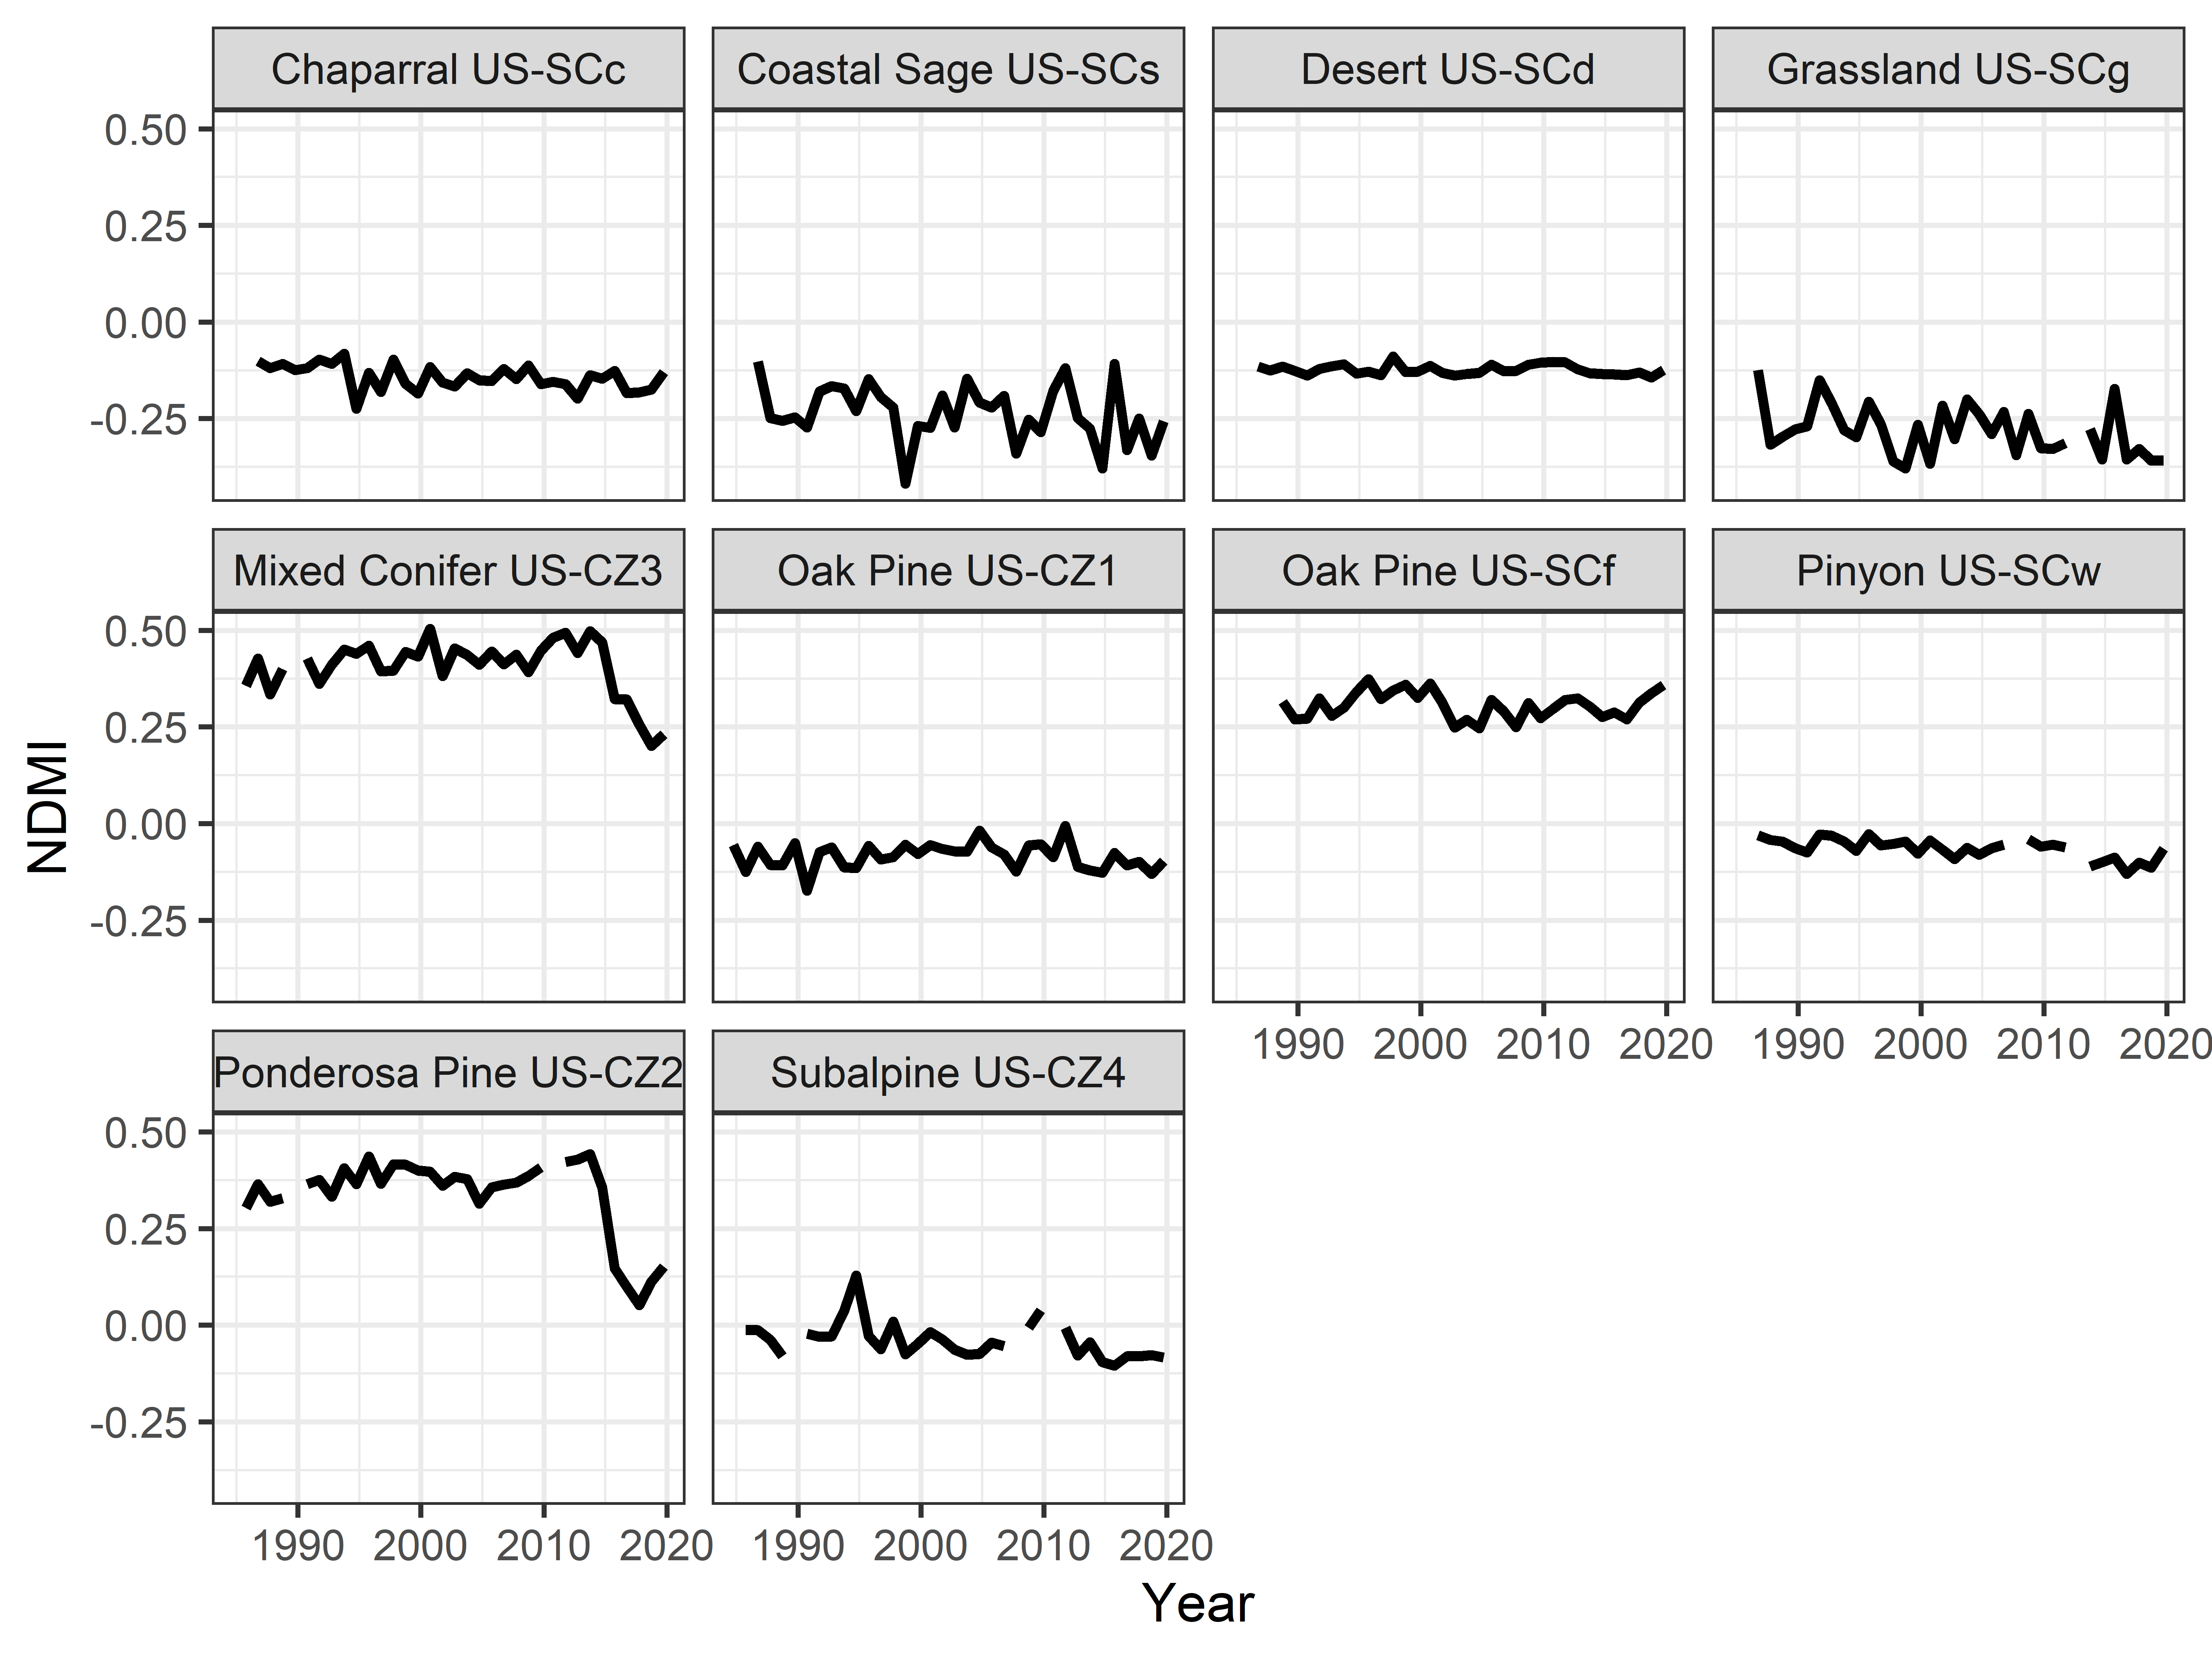 Chaparral US-SCc
Coastal Sage US-SCs
Desert US-SCd
Grassland US-SCg
0.50
0.25
0.00
-0.25
Mixed Conifer US-CZ3
Oak Pine US-CZ1
Oak Pine US-SCf
Pinyon US-SCw
0.50
0.25
0.00
-0.25
NDMI
1990 2000 2010 2020
1990 2000 2010 2020
Ponderosa Pine US-CZ2
Subalpine US-CZ4
0.50
0.25
0.00
-0.25
1990 2000 2010 2020
1990 2000 2010 2020
Year